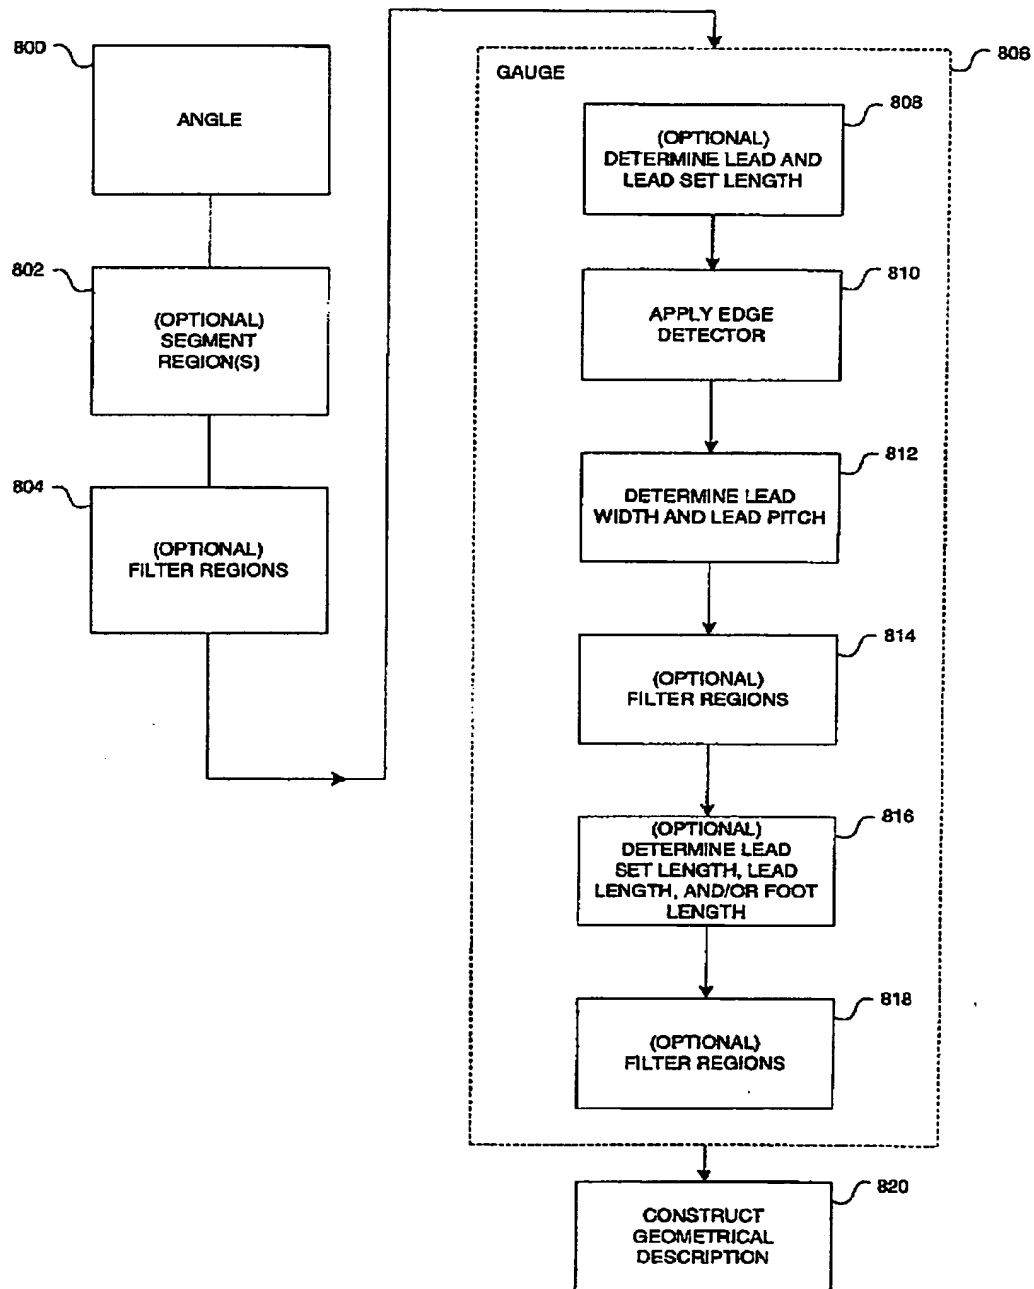 800
ANGLE
802
(OPTIONAL)
SEGMENT
REGION(S)
804
(OPTIONAL)
FILTER REGIONS
806
GAUGE
808
(OPTIONAL)
DETERMINE LEAD AND
LEAD SET LENGTH
810
APPLY EDGE
DETECTOR
812
DETERMINE LEAD
WIDTH AND LEAD PITCH
814
(OPTIONAL)
FILTER REGIONS
816
(OPTIONAL)
DETERMINE LEAD
SET LENGTH, LEAD
LENGTH, AND/OR FOOT
LENGTH
818
(OPTIONAL)
FILTER REGIONS
820
CONSTRUCT
GEOMETRICAL
DESCRIPTION